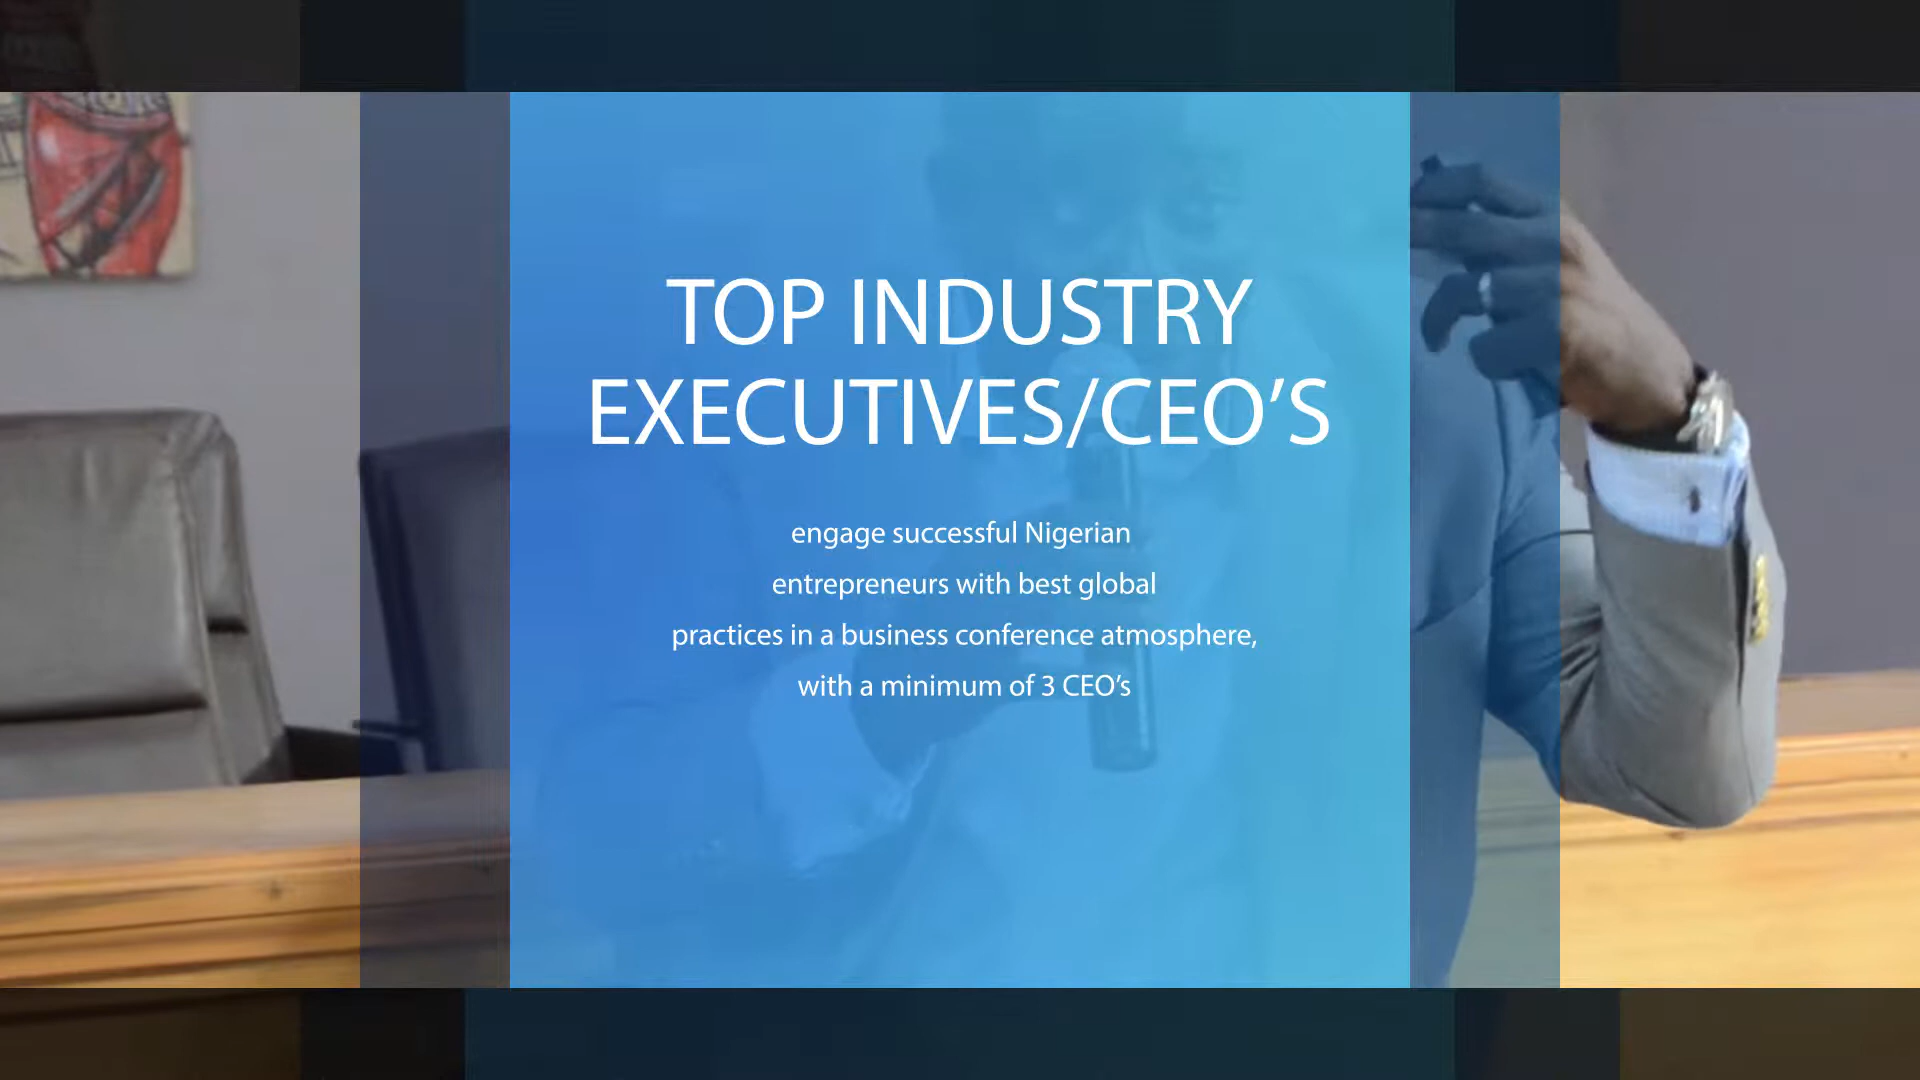 TOP INDUSTRY
EXECUTIVES/CEO’S
engage successful Nigerian
entrepreneurs with best global
practices in a business conference atmosphere,
with a minimum of 3 CEO’s